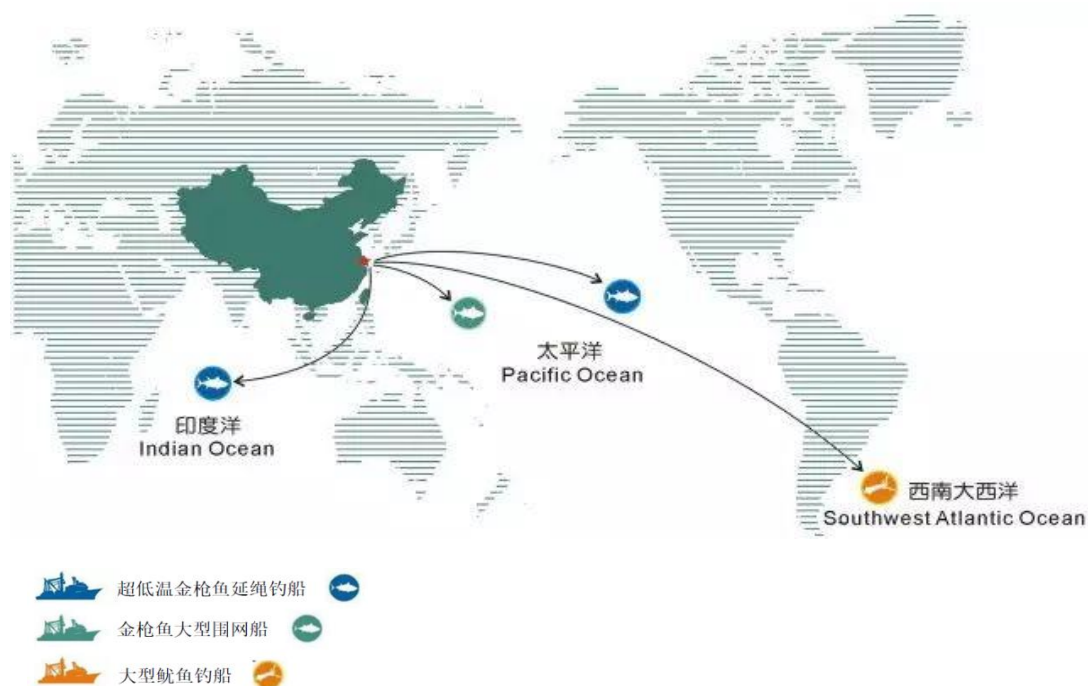 太平洋
Pacific Ocean
印度洋
Indian Ocean
西南大西洋
Southwest Atlantic Ocean
超低温金枪鱼延绳钓船
金枪鱼大型围网船
大型鱿鱼钓船